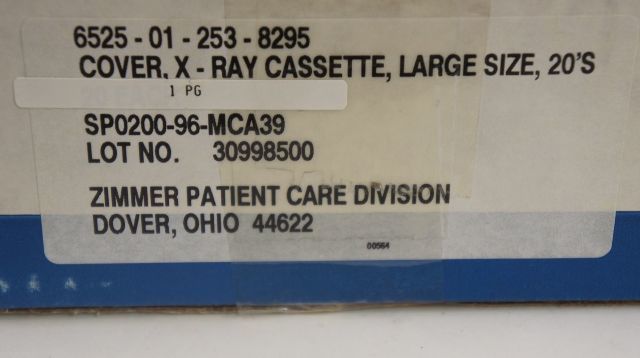 6525 - 01 - 253 - 8295
COVER, X - RAY CASSETTE, LARGE SIZE, 20'S
1 PG
SP0200-96-MCA39
LOT NO. 30998500
ZIMMER PATIENT CARE DIVISION
DOVER, OHIO 44622
00564